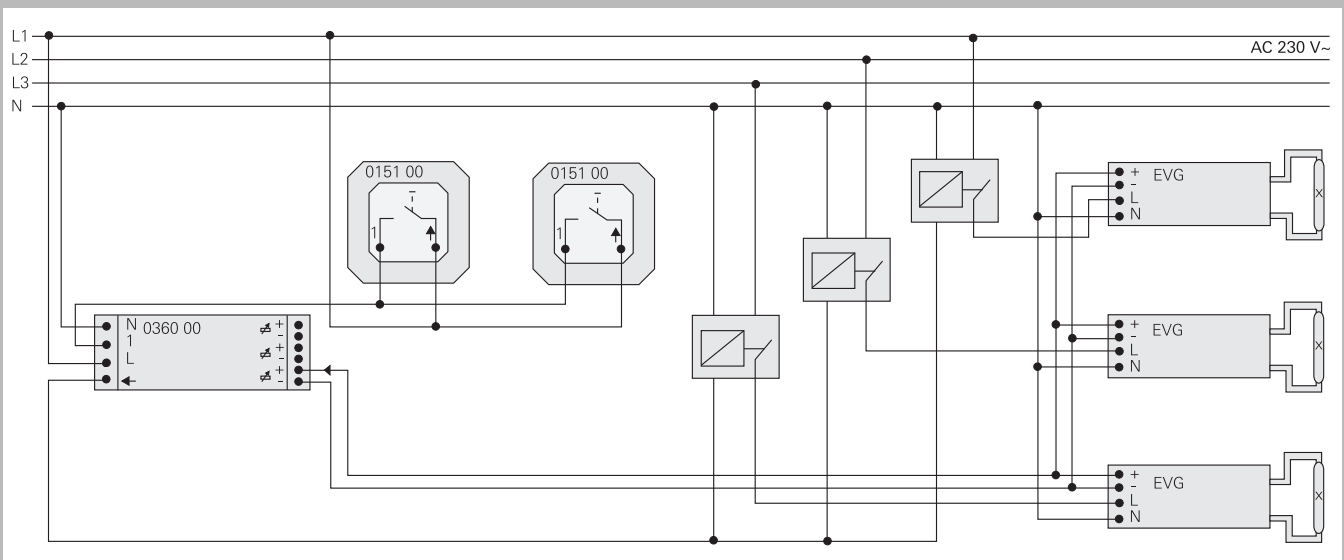 L1
AC 230 V~
L2
L3
N
0151 00
1
0151 00
1
+ EVG
-
L
N
N 0360 00 +
-
1 +
-
L +
-
+ EVG
-
L
N
+ EVG
-
L
N
x
x
x